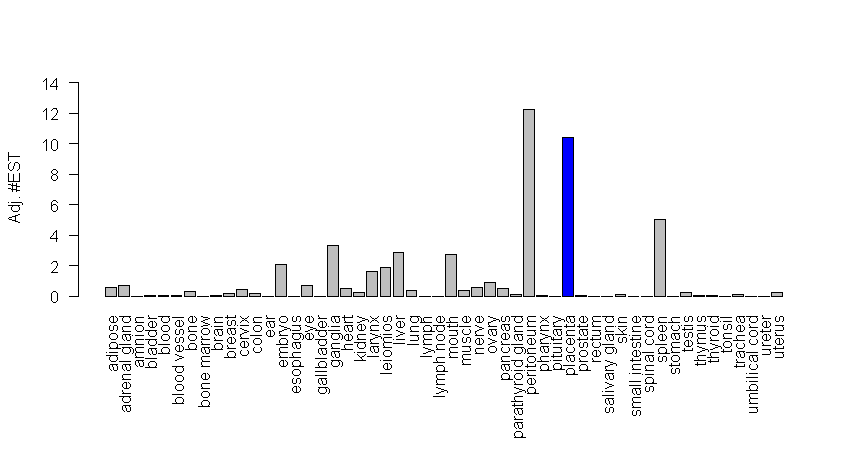 14
12
10
8
6
4
2
0
Adj. #EST
adipose
adrenal gland
amnion
bladder
blood
blood vessel
bone
bone marrow
brain
breast
cervix
colon
ear
embryo
esophagus
eye
gallbladder
ganglia
heart
kidney
larynx
leiomios
liver
lung
lymph
lymph node
mouth
muscle
nerve
ovary
pancreas
parathyroid gland
peritoneum
pharynx
pituitary
placenta
prostate
rectum
salivary gland
skin
small intestine
spinal cord
spleen
stomach
testis
thymus
thyroid
tonsil
trachea
umbilical cord
ureter
uterus